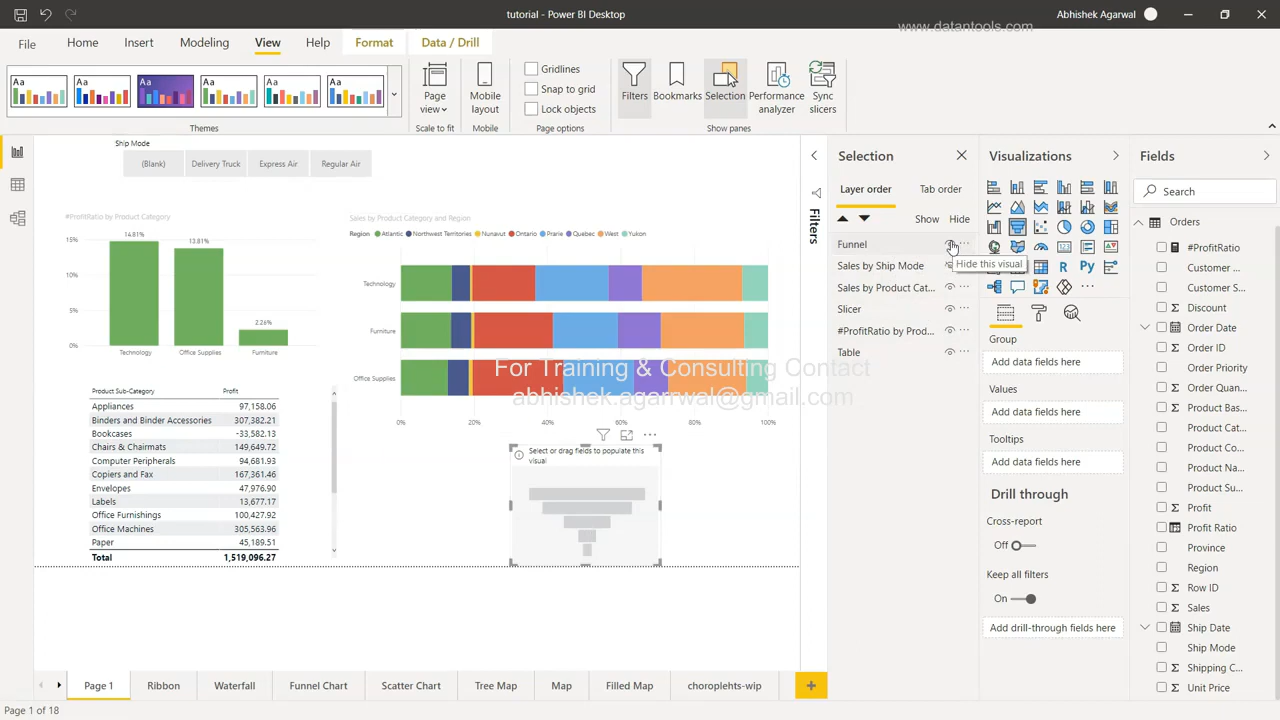 tutorial - Power BI Desktop
Abhishek Agarwal
www.datantools.com
File
Home
Insert
Modeling
View
Help
Format
Data / Drill
Aa
Aa
Aa
Aa
Aa
Aa
Themes
Page view
Scale to fit
Mobile layout
Mobile
Gridlines
Snap to grid
Lock objects
Page options
Filters
Bookmarks
Selection
Performance analyzer
Sync slicers
Show panes
Ship Mode
(Blank)
Delivery Truck
Express Air
Regular Air
#ProfitRatio by Product Category
15%
10%
5%
0%
14.81%
13.81%
2.26%
Technology
Office Supplies
Furniture
Sales by Product Category and Region
Region
Atlantic
Northwest Territories
Nunavut
Ontario
Prarie
Quebec
West
Yukon
Technology
Furniture
Office Supplies
0%
20%
40%
60%
80%
100%
For Training & Consulting Contact
abhishek.agarrwal@gmail.com
Product Sub-Category Profit
Appliances 97,158.06
Binders and Binder Accessories 307,382.21
Bookcases -33,582.13
Chairs & Chairmats 149,649.72
Computer Peripherals 94,681.93
Copiers and Fax 167,361.46
Envelopes 47,976.90
Labels 13,677.17
Office Furnishings 100,427.92
Office Machines 305,563.96
Paper 45,189.51
Total 1,519,096.27
Select or drag fields to populate this
visual
Filters
Selection
Layer order
Tab order
Show
Hide
Funnel
Hide this visual
Sales by Ship Mode
Sales by Product Cat...
Slicer
#ProfitRatio by Prod...
Table
Visualizations
R
Py
Group
Add data fields here
Values
Add data fields here
Tooltips
Add data fields here
Drill through
Cross-report
Off
Keep all filters
On
Add drill-through fields here
Fields
Search
Orders
#ProfitRatio
Customer ...
Customer S...
Discount
Order Date
Order ID
Order Priority
Order Quan...
Product Bas...
Product Cat...
Product Co...
Product Na...
Product Su...
Profit
Profit Ratio
Province
Region
Row ID
Sales
Ship Date
Ship Mode
Shipping C...
Unit Price
Page 1
Ribbon
Waterfall
Funnel Chart
Scatter Chart
Tree Map
Map
Filled Map
choroplehts-wip
Page 1 of 18